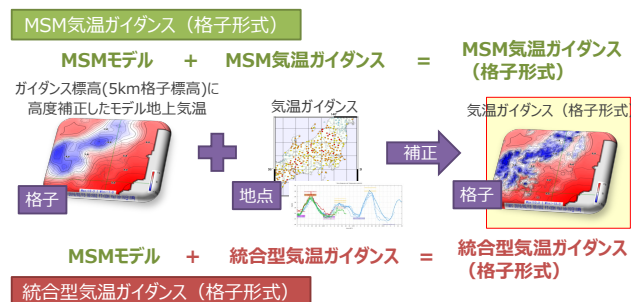 MSM気温ガイダンス（格子形式）
MSMモデル + MSM気温ガイダンス = MSM気温ガイダンス
（格子形式）
ガイダンス標高(5km格子標高)に
高度補正したモデル地上気温
気温ガイダンス
気温ガイダンス（格子形式）
補正
格子
地点
格子
MSMモデル + 統合型気温ガイダンス = 統合型気温ガイダンス
（格子形式）
統合型気温ガイダンス（格子形式）